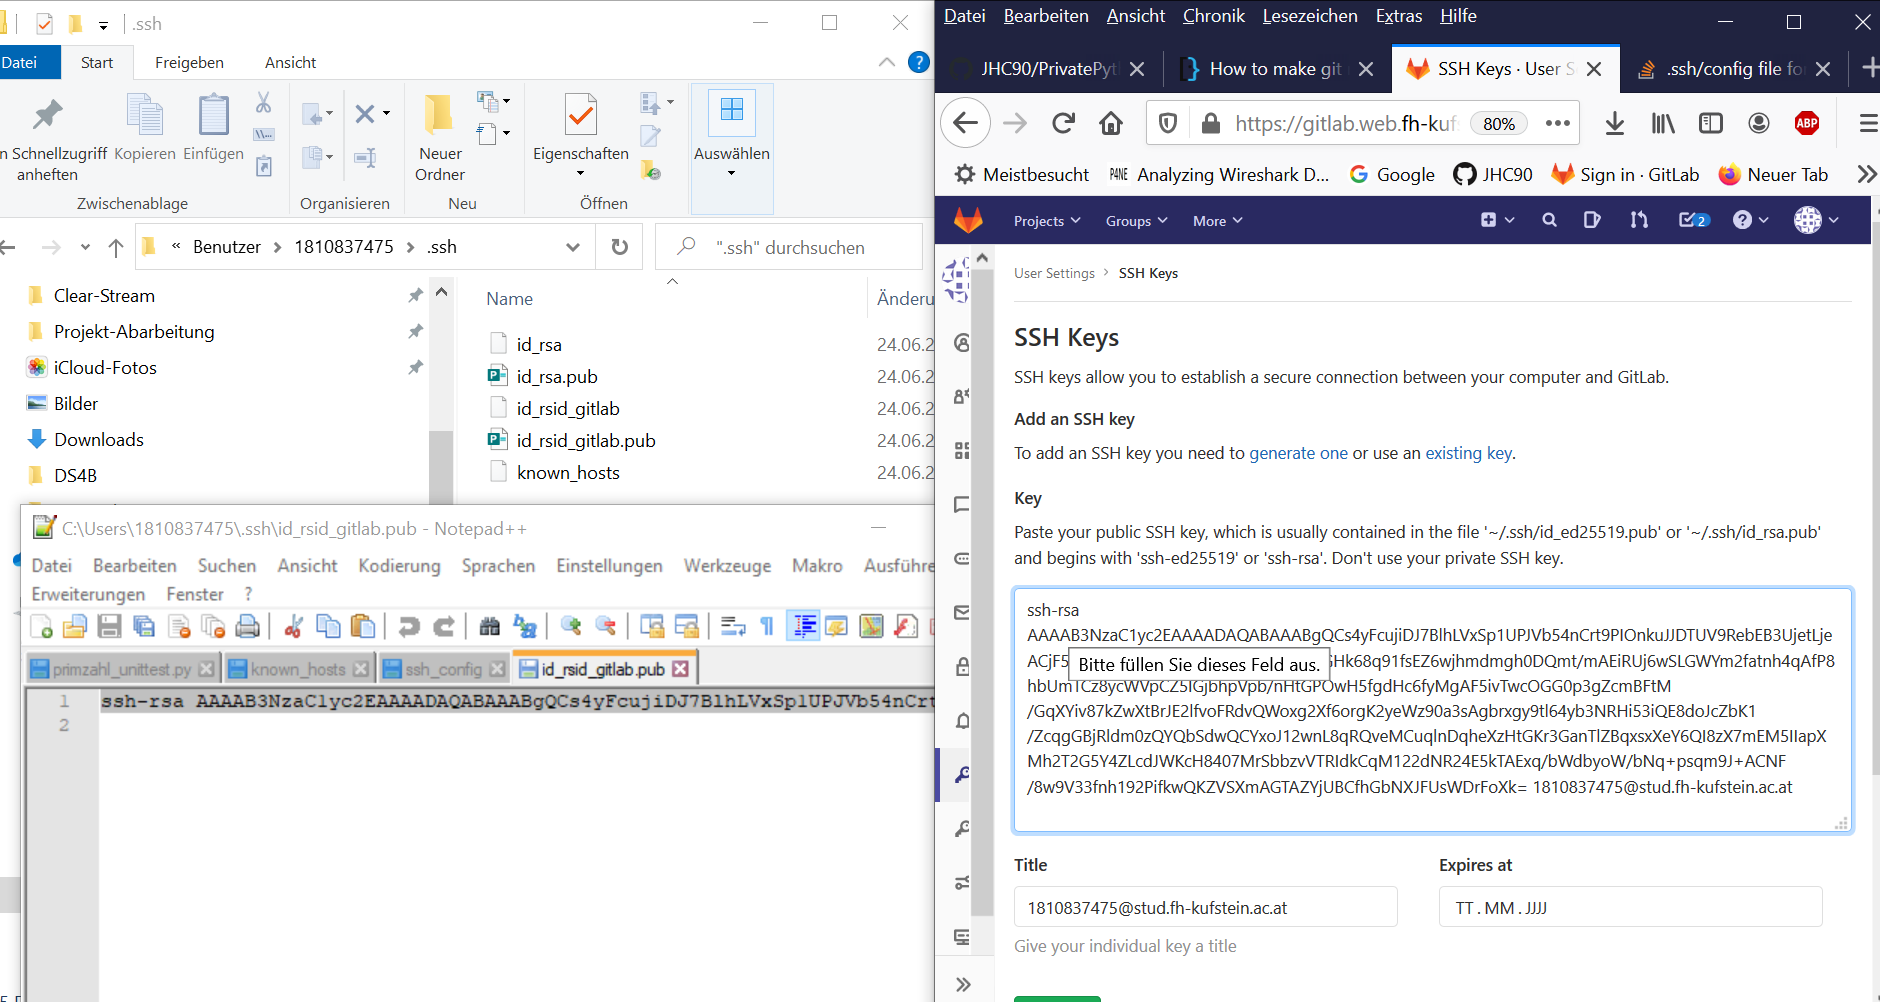 .ssh
Datei
Start
Freigeben
Ansicht
n Schnellzugriff
anheften
Kopieren
Einfügen
Neuer
Ordner
Eigenschaften
Auswählen
Zwischenablage
Organisieren
Neu
Öffnen
« Benutzer > 1810837475 > .ssh
".ssh" durchsuchen
Clear-Stream
Projekt-Abarbeitung
iCloud-Fotos
Bilder
Downloads
DS4B
Name
Änderu
id_rsa 24.06.2
id_rsa.pub 24.06.2
id_rsid_gitlab 24.06.2
id_rsid_gitlab.pub 24.06.2
known_hosts 24.06.2
C:\Users\1810837475\.ssh\id_rsid_gitlab.pub - Notepad++
Datei Bearbeiten Suchen Ansicht Kodierung Sprachen Einstellungen Werkzeuge Makro Ausführe
Erweiterungen Fenster ?
primzahl_unittest.py
known_hosts
ssh_config
id_rsid_gitlab.pub
1 ssh-rsa AAAAB3NzaC1yc2EAAAADAQABAAABgQCs4yFcujiDJ7BlhLVxSp1UPJVb54nCrt
2
Datei Bearbeiten Ansicht Chronik Lesezeichen Extras Hilfe
JHC90/PrivatePyt
How to make git
SSH Keys · User S
.ssh/config file fo
https://gitlab.web.fh-kufs
80%
ABP
Meistbesucht
P4NE Analyzing Wireshark D...
Google
JHC90
Sign in · GitLab
Neuer Tab
Projects
Groups
More
2
User Settings > SSH Keys
SSH Keys
SSH keys allow you to establish a secure connection between your computer and GitLab.
Add an SSH key
To add an SSH key you need to generate one or use an existing key.
Key
Paste your public SSH key, which is usually contained in the file '~/.ssh/id_ed25519.pub' or '~/.ssh/id_rsa.pub'
and begins with 'ssh-ed25519' or 'ssh-rsa'. Don't use your private SSH key.
ssh-rsa
AAAAB3NzaC1yc2EAAAADAQABAAABgQCs4yFcujiDJ7BlhLVxSp1UPJVb54nCrt9PIOnkuJJDTUV9RebEB3UjetLje
ACjF5
Bitte füllen Sie dieses Feld aus.
Hk68q91fsEZ6wjhmdmgh0DQmt/mAEiRUj6wSLGWYm2fatnh4qAfP8
hbUmTCz8ycWVpCZ5IGjbhpVpb/nHtGPOwH5fgdHc6fyMgAF5ivTwcOGG0p3gZcmBFtM
/GqXYiv87kZwXtBrJE2lfvoFRdvQWoxg2Xf6orgK2yeWz90a3sAgbrxgy9tl64yb3NRHi53iQE8doJcZbK1
/ZcqgGBjRldm0zQYQbSdwQCYxoJ12wnL8qRQveMCuqlnDqheXzHtGKr3GanTlZBqxsxXeY6QI8zX7mEM5IIapX
Mh2T2G5Y4ZLcdJWKcH8407MrSbbzvVTRIdkCqM122dNR24E5kTAExq/bWdbyoW/bNq+psqm9J+ACNF
/8w9V33fnh192PifkwQKZVSXmAGTAZYjUBCfhGbNXJFUsWDrFoXk= 1810837475@stud.fh-kufstein.ac.at
Title
Expires at
1810837475@stud.fh-kufstein.ac.at
TT . MM . JJJJ
Give your individual key a title